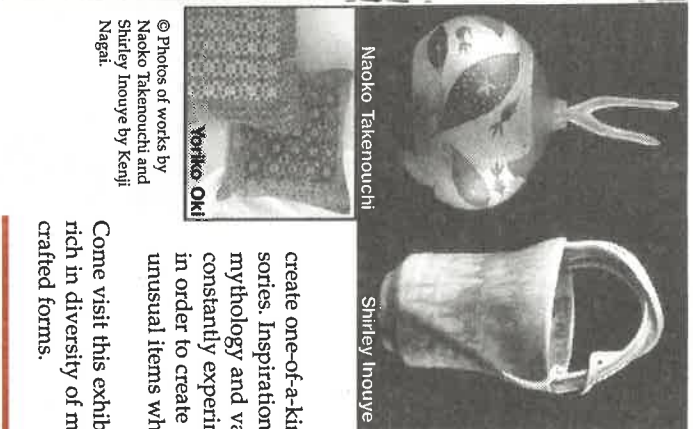 Naoko Takenouchi
Shirley Inouye
Yoriko Oki
© Photos of works by
Naoko Takenouchi and
Shirley Inouye by Kenji
Nagai.
create one-of-a-kin
sories. Inspiration
mythology and va
constantly experin
in order to create
unusual items wh
Come visit this exhib
rich in diversity of m
crafted forms.